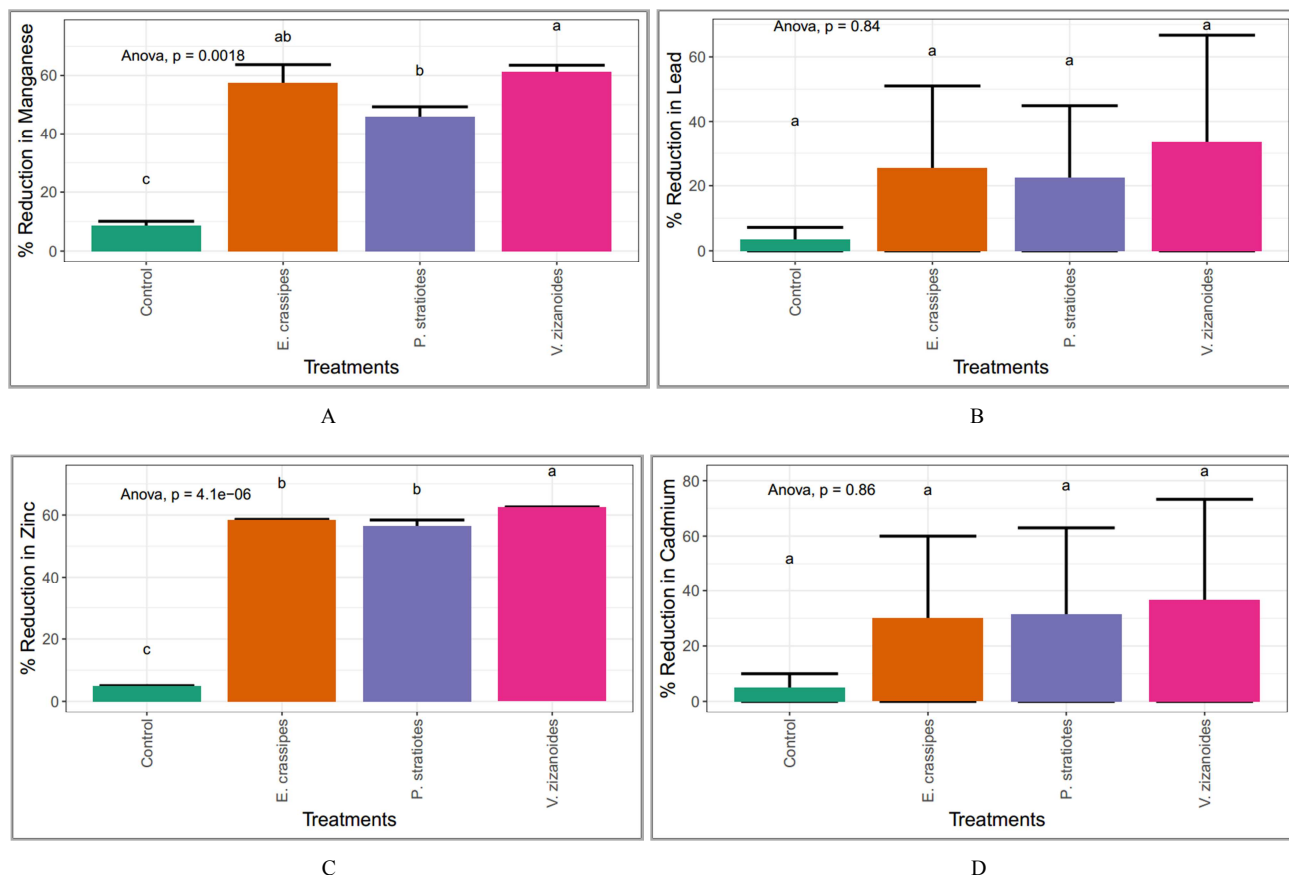 % Reduction in Manganese
60
40
20
0
Anova, p = 0.0018
c
ab
b
a
Control
E. crassipes
P. stratiotes
V. zizanoides
Treatments
A
% Reduction in Lead
60
40
20
0
Anova, p = 0.84
a
a
a
a
Control
E. crassipes
P. stratiotes
V. zizanoides
Treatments
B
% Reduction in Zinc
60
40
20
0
Anova, p = 4.1e−06
c
b
b
a
Control
E. crassipes
P. stratiotes
V. zizanoides
Treatments
C
% Reduction in Cadmium
80
60
40
20
0
Anova, p = 0.86
a
a
a
a
Control
E. crassipes
P. stratiotes
V. zizanoides
Treatments
D